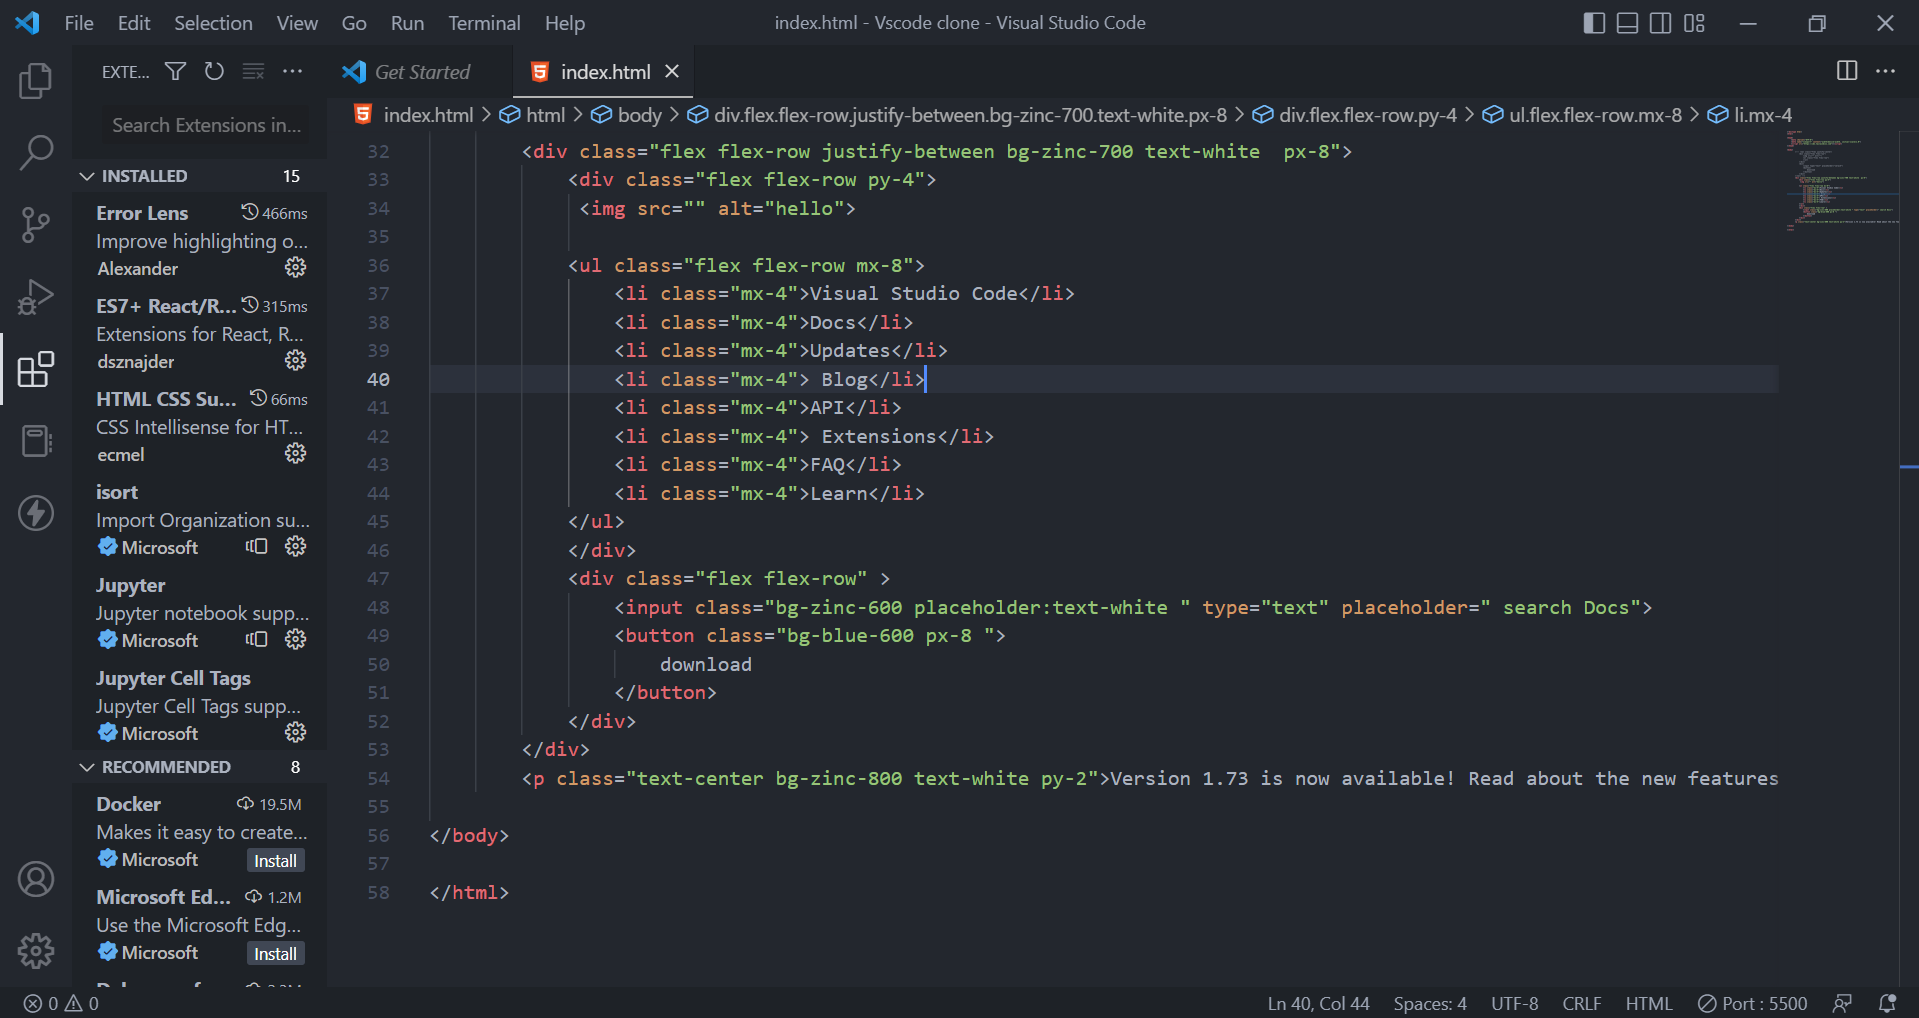 File Edit Selection View Go Run Terminal Help
index.html - Vscode clone - Visual Studio Code
EXTE...
Search Extensions in...
INSTALLED 15
Error Lens 466ms
Improve highlighting o...
Alexander
ES7+ React/R... 315ms
Extensions for React, R...
dsznajder
HTML CSS Su... 66ms
CSS Intellisense for HT...
ecmel
isort
Import Organization su...
Microsoft
Jupyter
Jupyter notebook supp...
Microsoft
Jupyter Cell Tags
Jupyter Cell Tags supp...
Microsoft
RECOMMENDED 8
Docker 19.5M
Makes it easy to create...
Microsoft Install
Microsoft Ed... 1.2M
Use the Microsoft Edg...
Microsoft Install
Get Started
index.html
index.html > html > body > div.flex.flex-row.justify-between.bg-zinc-700.text-white.px-8 > div.flex.flex-row.py-4 > ul.flex.flex-row.mx-8 > li.mx-4
32 <div class="flex flex-row justify-between bg-zinc-700 text-white  px-8">
33 <div class="flex flex-row py-4">
34 <img src="" alt="hello">
35
36 <ul class="flex flex-row mx-8">
37 <li class="mx-4">Visual Studio Code</li>
38 <li class="mx-4">Docs</li>
39 <li class="mx-4">Updates</li>
40 <li class="mx-4"> Blog</li>
41 <li class="mx-4">API</li>
42 <li class="mx-4"> Extensions</li>
43 <li class="mx-4">FAQ</li>
44 <li class="mx-4">Learn</li>
45 </ul>
46 </div>
47 <div class="flex flex-row" >
48 <input class="bg-zinc-600 placeholder:text-white " type="text" placeholder=" search Docs">
49 <button class="bg-blue-600 px-8 ">
50 download
51 </button>
52 </div>
53 </div>
54 <p class="text-center bg-zinc-800 text-white py-2">Version 1.73 is now available! Read about the new features
55
56 </body>
57
58 </html>
0 0
Ln 40, Col 44 Spaces: 4 UTF-8 CRLF HTML Port : 5500